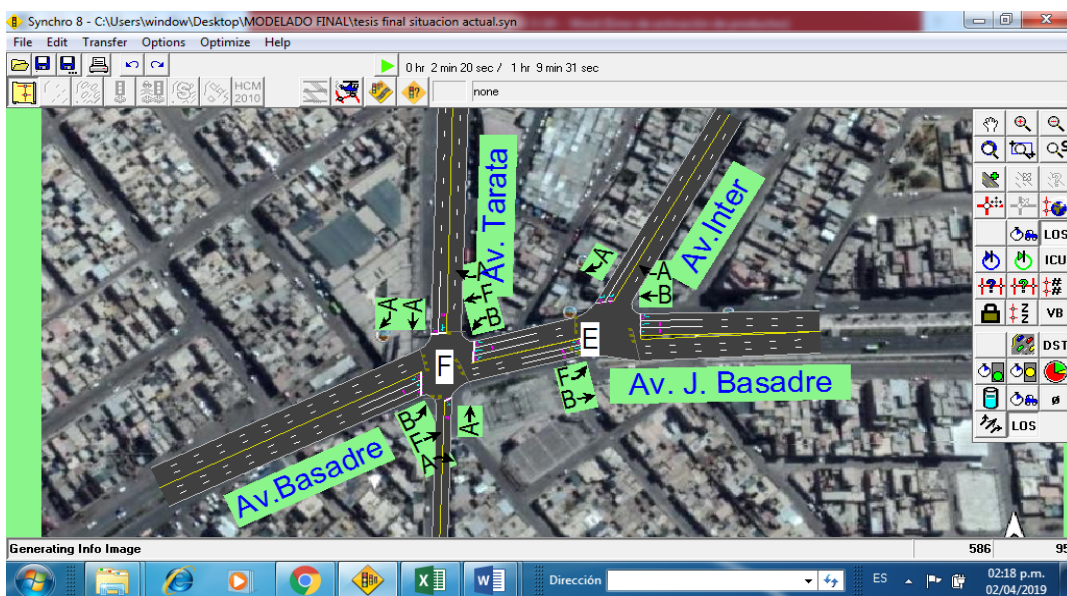 Synchro 8 - C:\Users\window\Desktop\MODELADO FINAL\tesis final situacion actual.syn
File Edit Transfer Options Optimize Help
0 hr 2 min 20 sec / 1 hr 9 min 31 sec
HCM
2010
none
Av. Tarata
Av.Inter
A
A
A
F
B
A
A
B
E
F
F
B
Av. J. Basadre
B
F
A
A
Av.Basadre
LOS
ICU
VB
DST
ø
LOS
Generating Info Image
586
95
Dirección
ES
02:18 p.m.
02/04/2019